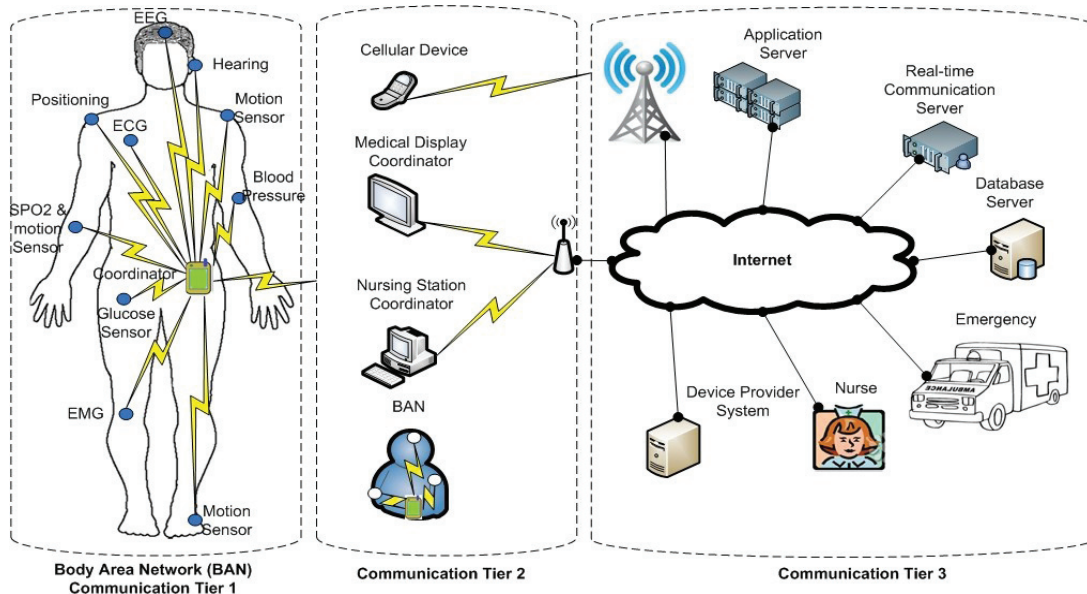 EEG
Hearing
Positioning
ECG
Motion
Sensor
Blood
Pressure
SPO2 &
motion
Sensor
Coordinator
Glucose
Sensor
EMG
Motion
Sensor
Body Area Network (BAN)
Communication Tier 1
Cellular Device
Medical Display
Coordinator
Nursing Station
Coordinator
BAN
Communication Tier 2
Application
Server
Real-time
Communication
Server
Database
Server
Internet
Emergency
AMBULANCE
Device Provider
System
Nurse
Communication Tier 3